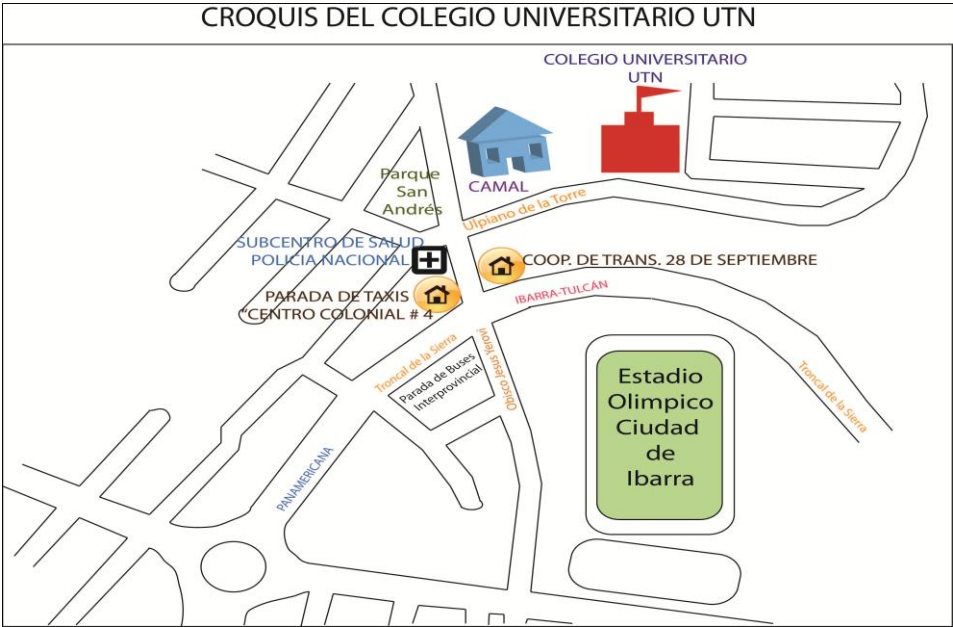 CROQUIS DEL COLEGIO UNIVERSITARIO UTN
COLEGIO UNIVERSITARIO
UTN
Parque
San
Andrés
CAMAL
Ulpiano de la Torre
SUBCENTRO DE SALUD
POLICIA NACIONAL
COOP. DE TRANS. 28 DE SEPTIEMBRE
PARADA DE TAXIS
"CENTRO COLONIAL # 4
IBARRA-TULCÁN
Troncal de la Sierra
Parada de Buses
Interprovincial
Obisco Jesus Yerovi
Troncal de la Sierra
Estadio
Olimpico
Ciudad
de
Ibarra
PANAMERICANA